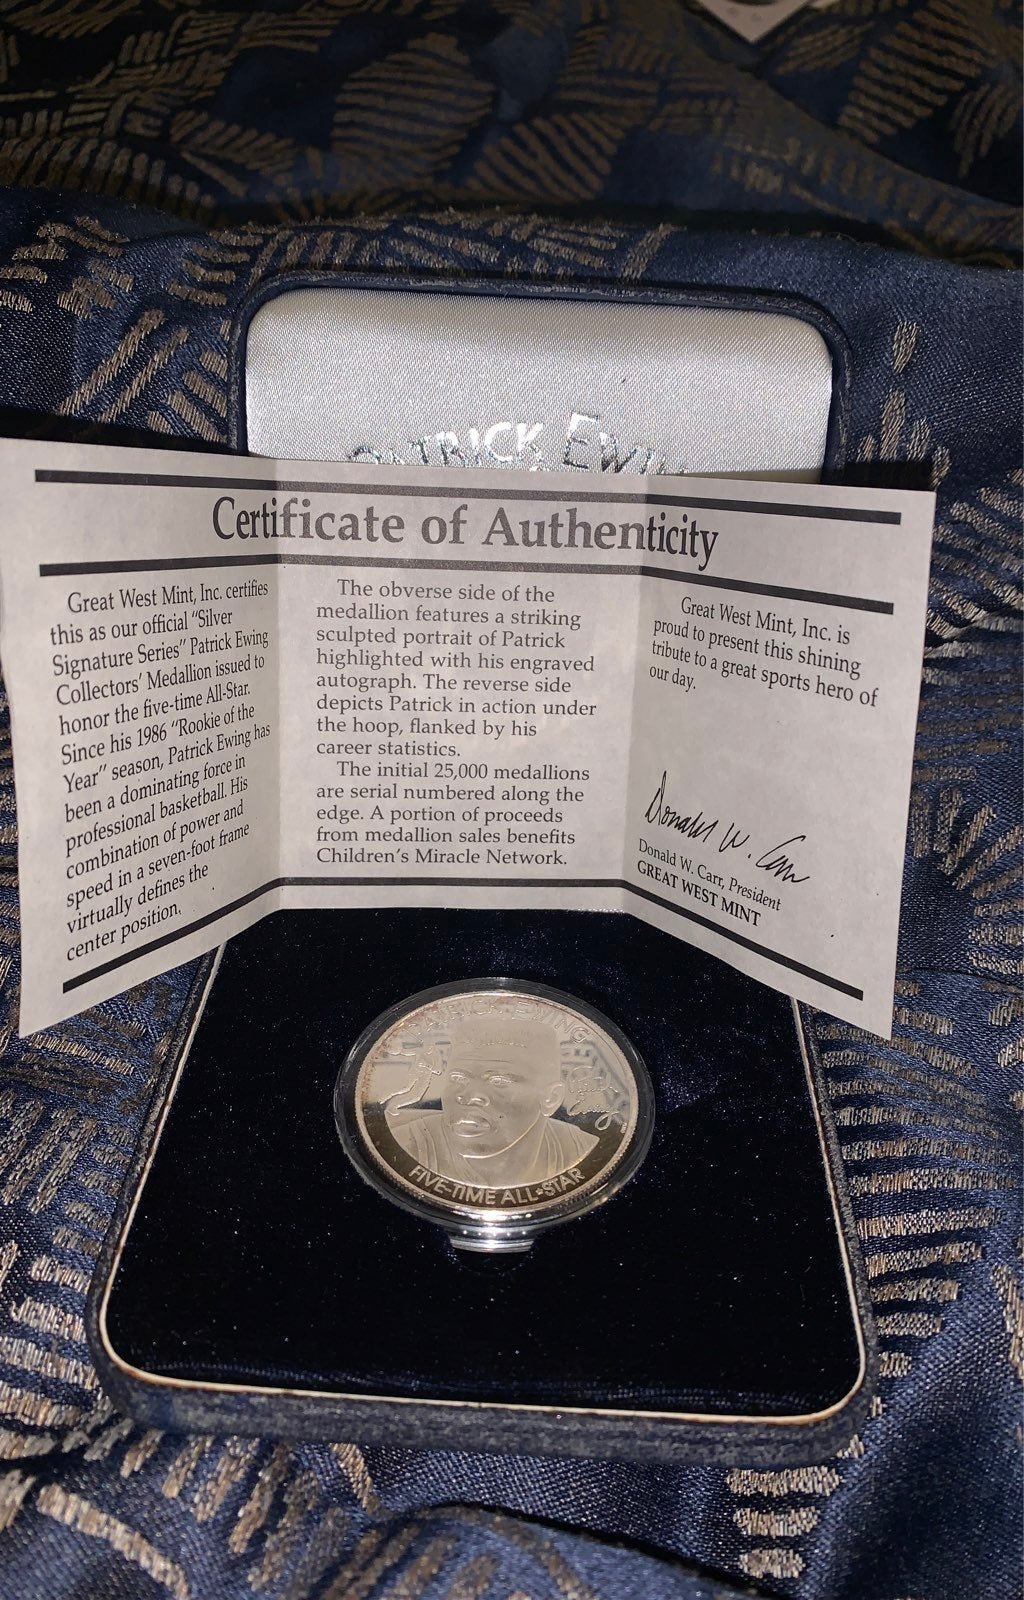 PATRICK EWING
Certificate of Authenticity
Great West Mint, Inc. certifies
this as our official "Silver
Signature Series" Patrick Ewing
Collectors' Medallion issued to
honor the five-time All-Star.
Since his 1986 "Rookie of the
Year" season, Patrick Ewing has
been a dominating force in
professional basketball. His
combination of power and
speed in a seven-foot frame
virtually defines the
center position.
The obverse side of the
medallion features a striking
sculpted portrait of Patrick
highlighted with his engraved
autograph. The reverse side
depicts Patrick in action under
the hoop, flanked by his
career statistics.
The initial 25,000 medallions
are serial numbered along the
edge. A portion of proceeds
from medallion sales benefits
Children's Miracle Network.
Great West Mint, Inc. is
proud to present this shining
tribute to a great sports hero of
our day.
Donald W. Carr
Donald W. Carr, President
GREAT WEST MINT
PATRICK EWING
FIVE-TIME ALL-STAR